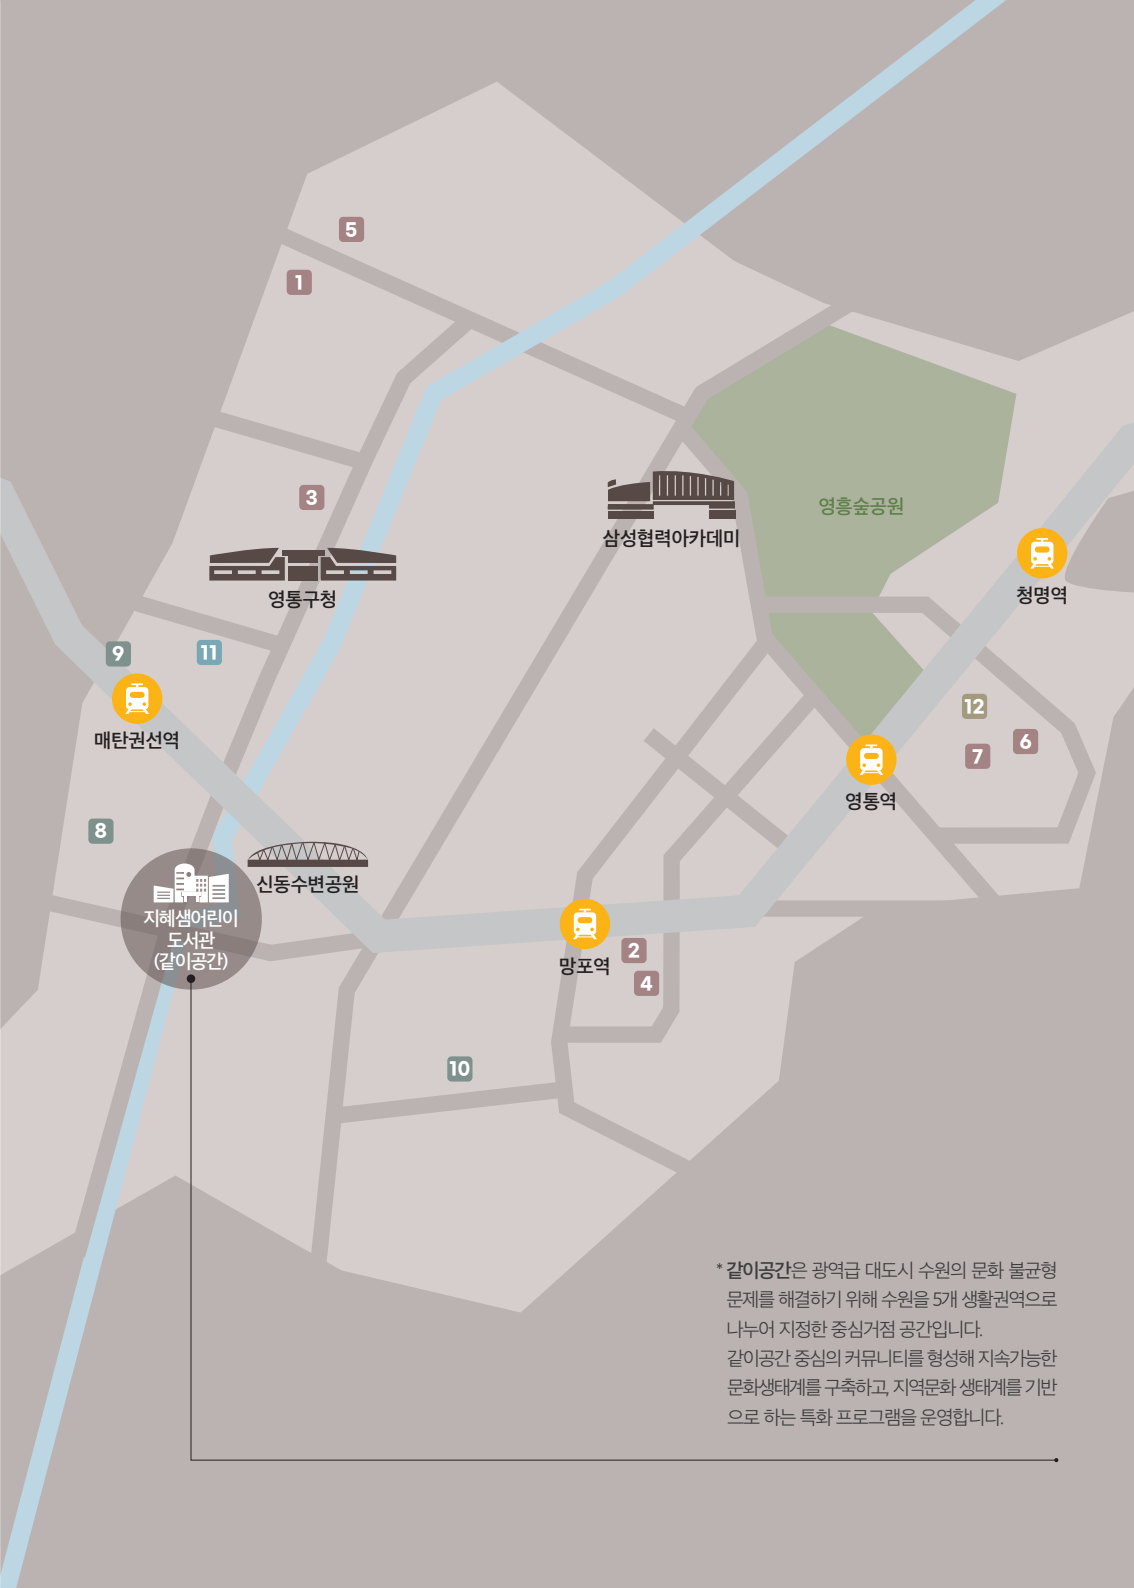 5
1
영흥숲공원
3
삼성협력아카데미
청명역
영통구청
9
11
매탄권선역
12
6
7
영통역
8
신동수변공원
지혜샘어린이
도서관
(같이공간)
2
망포역
4
10
* 같이공간은 광역급 대도시 수원의 문화 불균형
문제를 해결하기 위해 수원을 5개 생활권역으로
나누어 지정한 중심거점 공간입니다.
같이공간 중심의 커뮤니티를 형성해 지속가능한
문화생태계를 구축하고, 지역문화 생태계를 기반
으로 하는 특화 프로그램을 운영합니다.